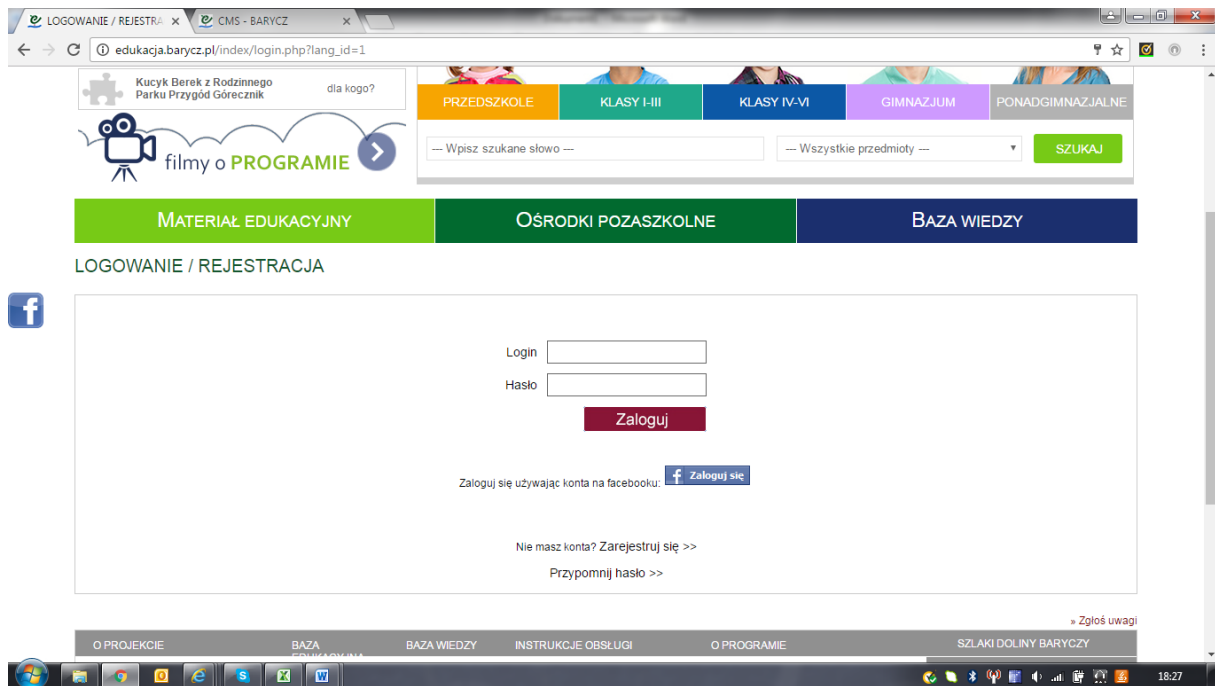 LOGOWANIE / REJESTRA
CMS - BARYCZ
edukacja.barycz.pl/index/login.php?lang_id=1
Kucyk Berek z Rodzinnego
Parku Przygód Górecznik
dla kogo?
filmy o PROGRAMIE
PRZEDSZKOLE
KLASY I-III
KLASY IV-VI
GIMNAZJUM
PONADGIMNAZJALNE
--- Wpisz szukane słowo ---
--- Wszystkie przedmioty ---
SZUKAJ
MATERIAŁ EDUKACYJNY
OŚRODKI POZASZKOLNE
BAZA WIEDZY
LOGOWANIE / REJESTRACJA
Login
Hasło
Zaloguj
Zaloguj się używając konta na facebooku: Zaloguj się
Nie masz konta? Zarejestruj się >>
Przypomnij hasło >>
» Zgłoś uwagi
O PROJEKCIE
BAZA
BAZA WIEDZY
INSTRUKCJE OBSŁUGI
O PROGRAMIE
SZLAKI DOLINY BARYCZY
18:27